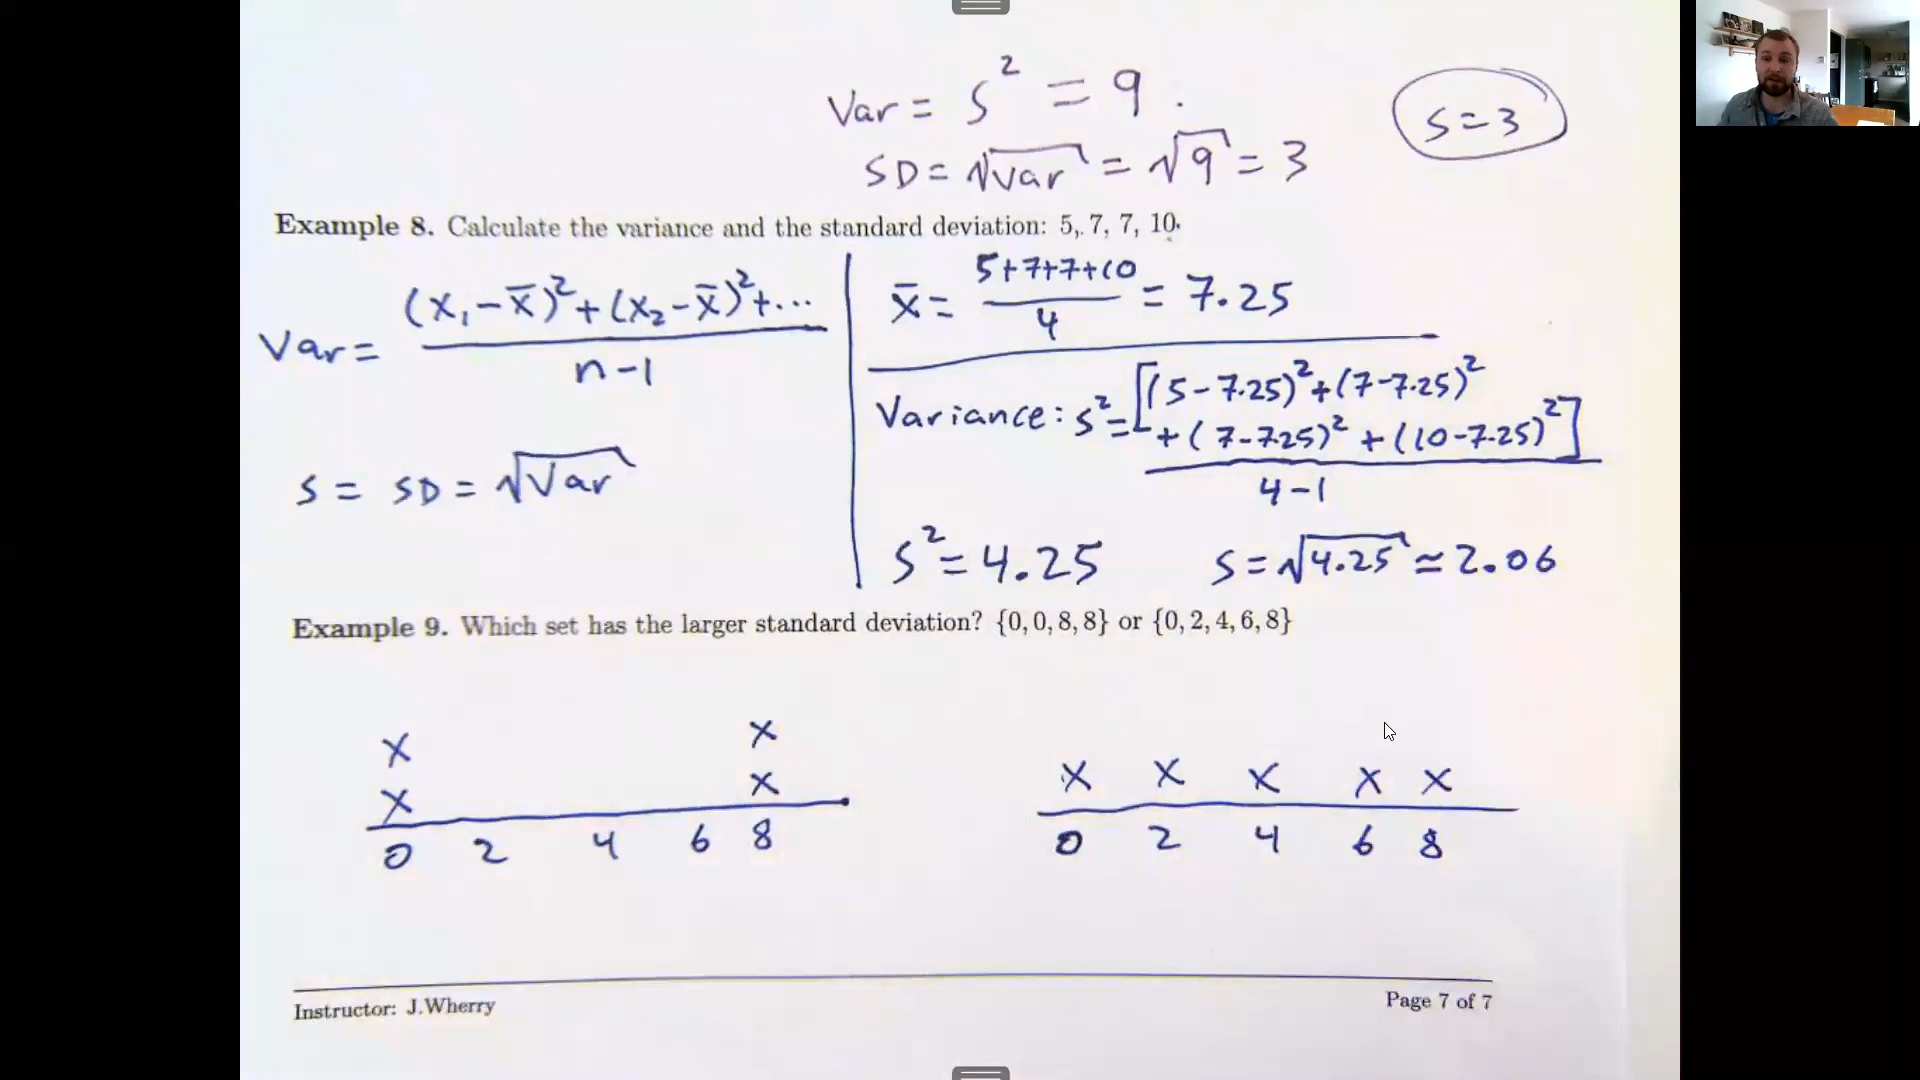 Var = s² = 9.
SD = √Var = √9 = 3
s = 3
Example 8. Calculate the variance and the standard deviation: 5, 7, 7, 10.
Var = (x₁ - x̄)² + (x₂ - x̄)² + ... / n - 1
s = SD = √Var
x̄ = 5+7+7+10 / 4 = 7.25
Variance: s² = [(5 - 7.25)² + (7 - 7.25)²
+ (7 - 7.25)² + (10 - 7.25)²]
4 - 1
s² = 4.25
s = √4.25 ≃ 2.06
Example 9. Which set has the larger standard deviation? {0, 0, 8, 8} or {0, 2, 4, 6, 8}
x x
x x
0 2 4 6 8
x x x x x
0 2 4 6 8
Instructor: J.Wherry
Page 7 of 7